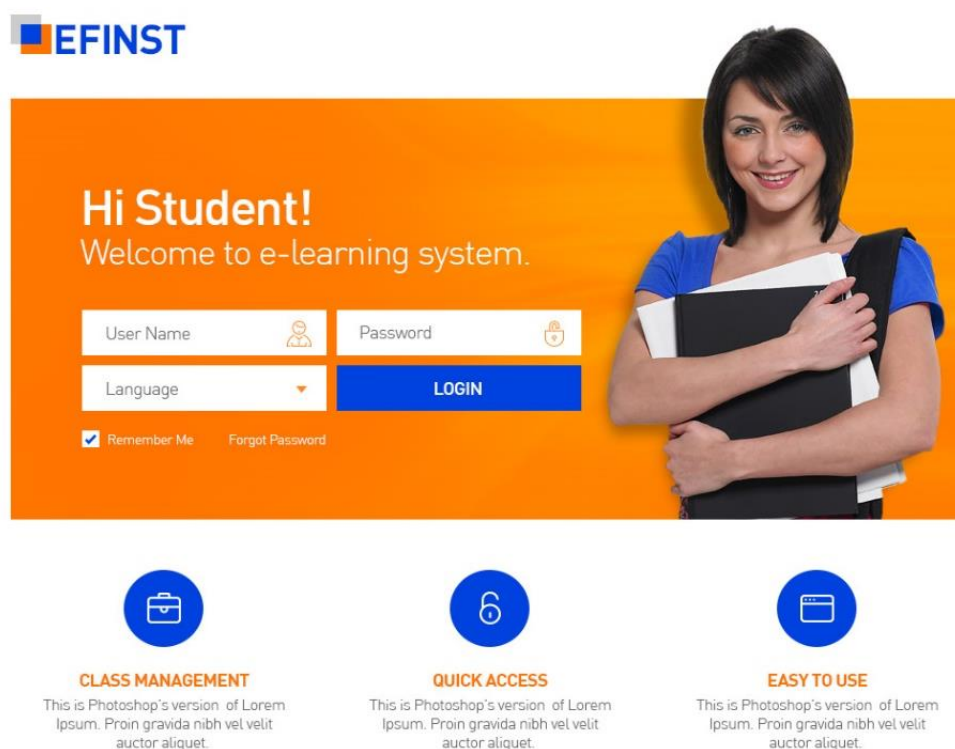 EFINST
Hi Student!
Welcome to e-learning system.
User Name
Password
Language
LOGIN
Remember Me
Forgot Password
CLASS MANAGEMENT
This is Photoshop's version of Lorem
Ipsum. Proin gravida nibh vel velit
auctor aliquet.
QUICK ACCESS
This is Photoshop's version of Lorem
Ipsum. Proin gravida nibh vel velit
auctor aliquet.
EASY TO USE
This is Photoshop's version of Lorem
Ipsum. Proin gravida nibh vel velit
auctor aliquet.